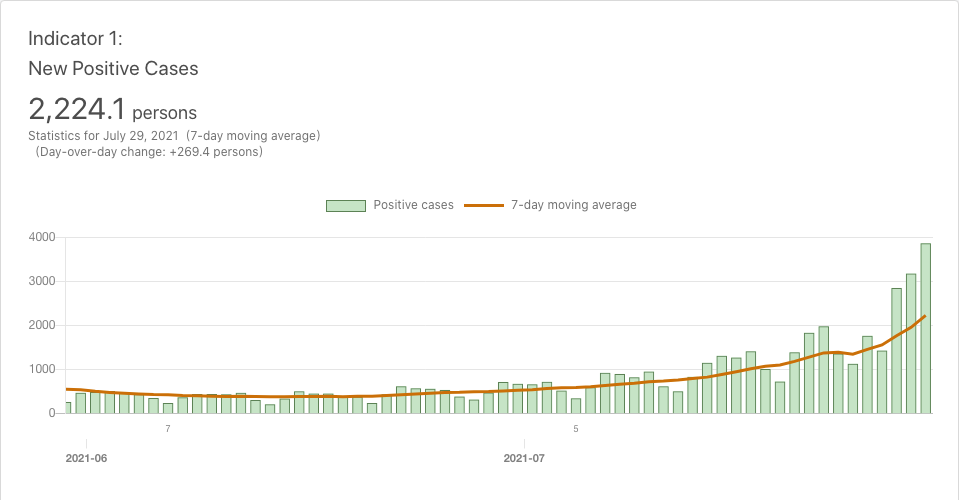 Indicator 1:
New Positive Cases
2,224.1 persons
Statistics for July 29, 2021 (7-day moving average)
(Day-over-day change: +269.4 persons)
Positive cases 7-day moving average
4000
3000
2000
1000
0
7 5
2021-06 2021-07